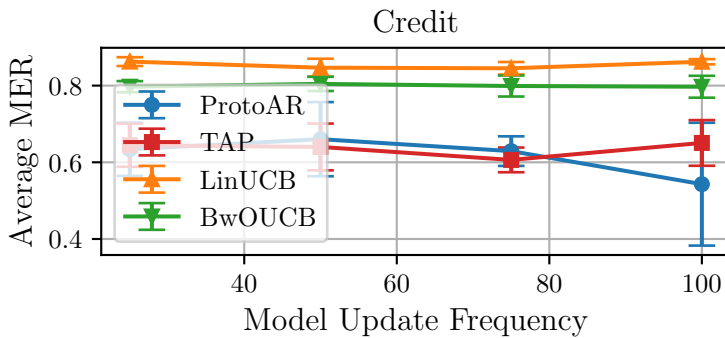 Credit
Average MER
0.8
0.6
0.4
ProtoAR
TAP
LinUCB
BwOUCB
40
60
80
100
Model Update Frequency